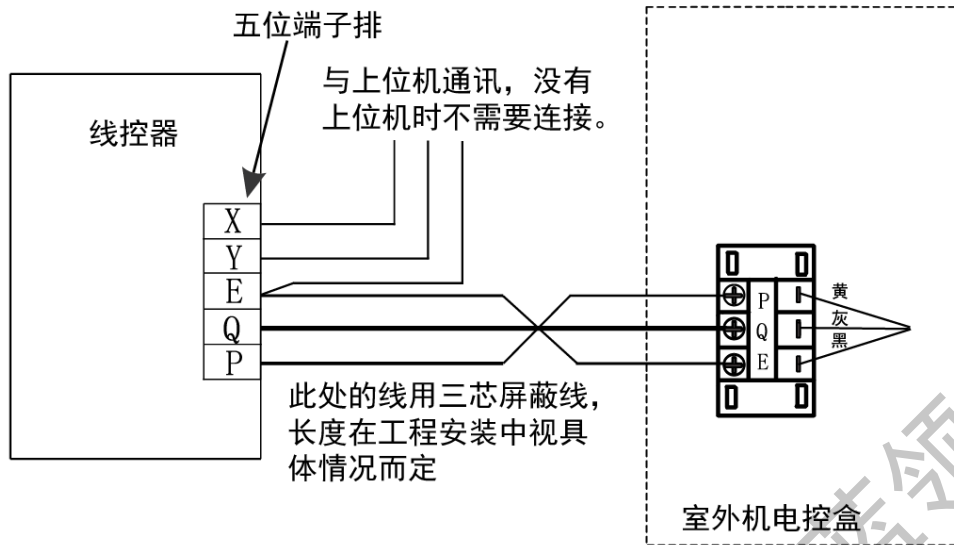 五位端子排
与上位机通讯，没有
上位机时不需要连接。
线控器
X
Y
E
Q
P
P
Q
E
黄
灰
黑
此处的线用三芯屏蔽线，
长度在工程安装中视具
体情况而定
室外机电控盒